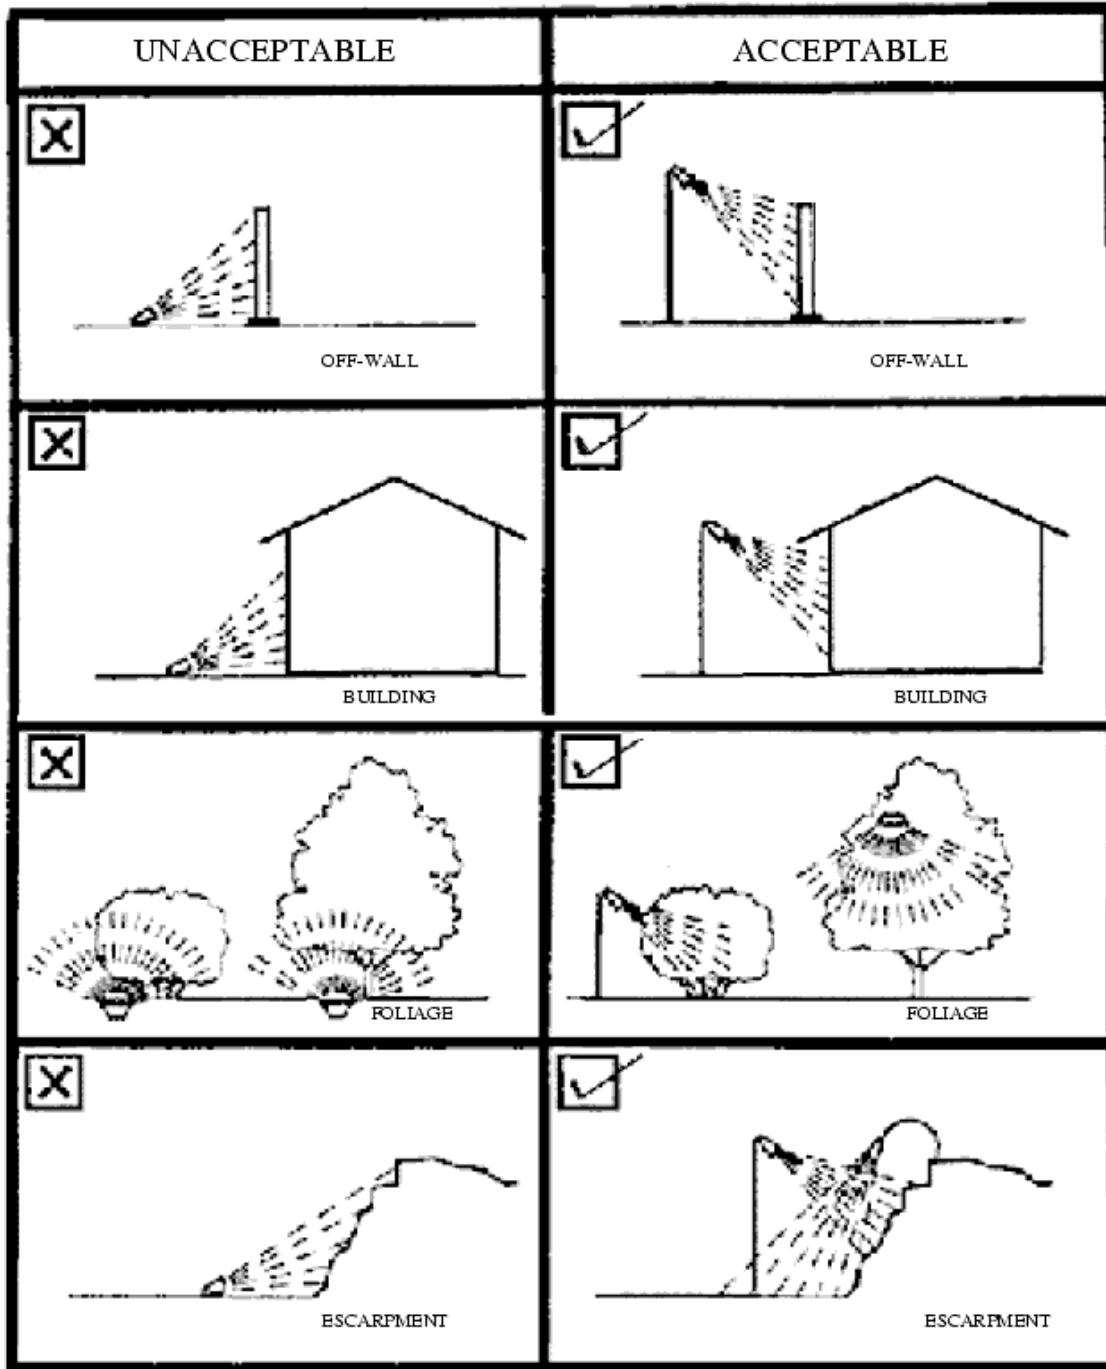 UNACCEPTABLE ACCEPTABLE
OFF-WALL OFF-WALL
BUILDING BUILDING
FOLIAGE FOLIAGE
ESCARPMENT ESCARPMENT